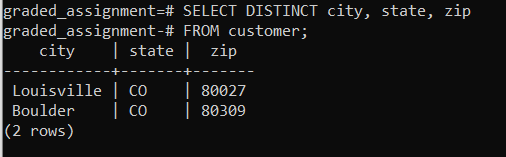 graded_assignment=# SELECT DISTINCT city, state, zip
graded_assignment-# FROM customer;
    city    | state |  zip
------------+-------+-------
 Louisville | CO    | 80027
 Boulder    | CO    | 80309
(2 rows)